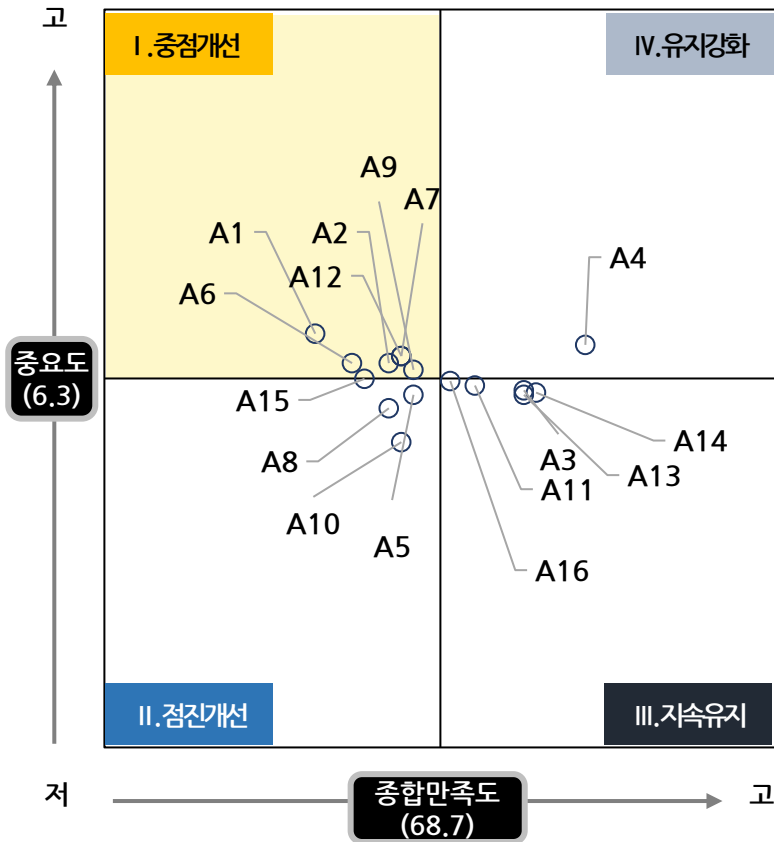 고
Ⅰ.중점개선
Ⅳ.유지강화
A9
A7
A1
A2
A4
A12
A6
중요도
(6.3)
A15
A14
A8
A3
A13
A11
A10
A5
A16
Ⅱ.점진개선
Ⅲ.지속유지
저
종합만족도
(68.7)
고